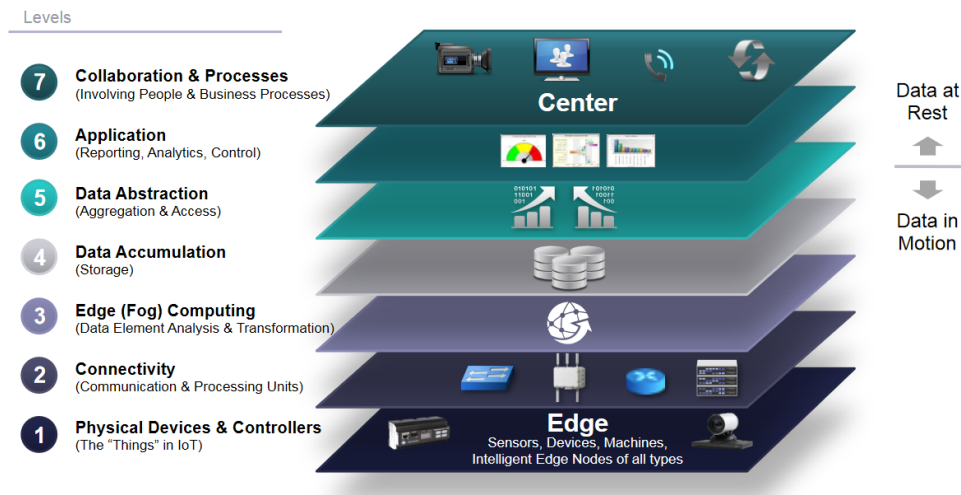 Levels
7
Collaboration & Processes
(Involving People & Business Processes)
6
Application
(Reporting, Analytics, Control)
5
Data Abstraction
(Aggregation & Access)
4
Data Accumulation
(Storage)
3
Edge (Fog) Computing
(Data Element Analysis & Transformation)
2
Connectivity
(Communication & Processing Units)
1
Physical Devices & Controllers
(The “Things” in IoT)
Center
010101
11001
001
Edge
Sensors, Devices, Machines,
Intelligent Edge Nodes of all types
Data at
Rest
Data in
Motion